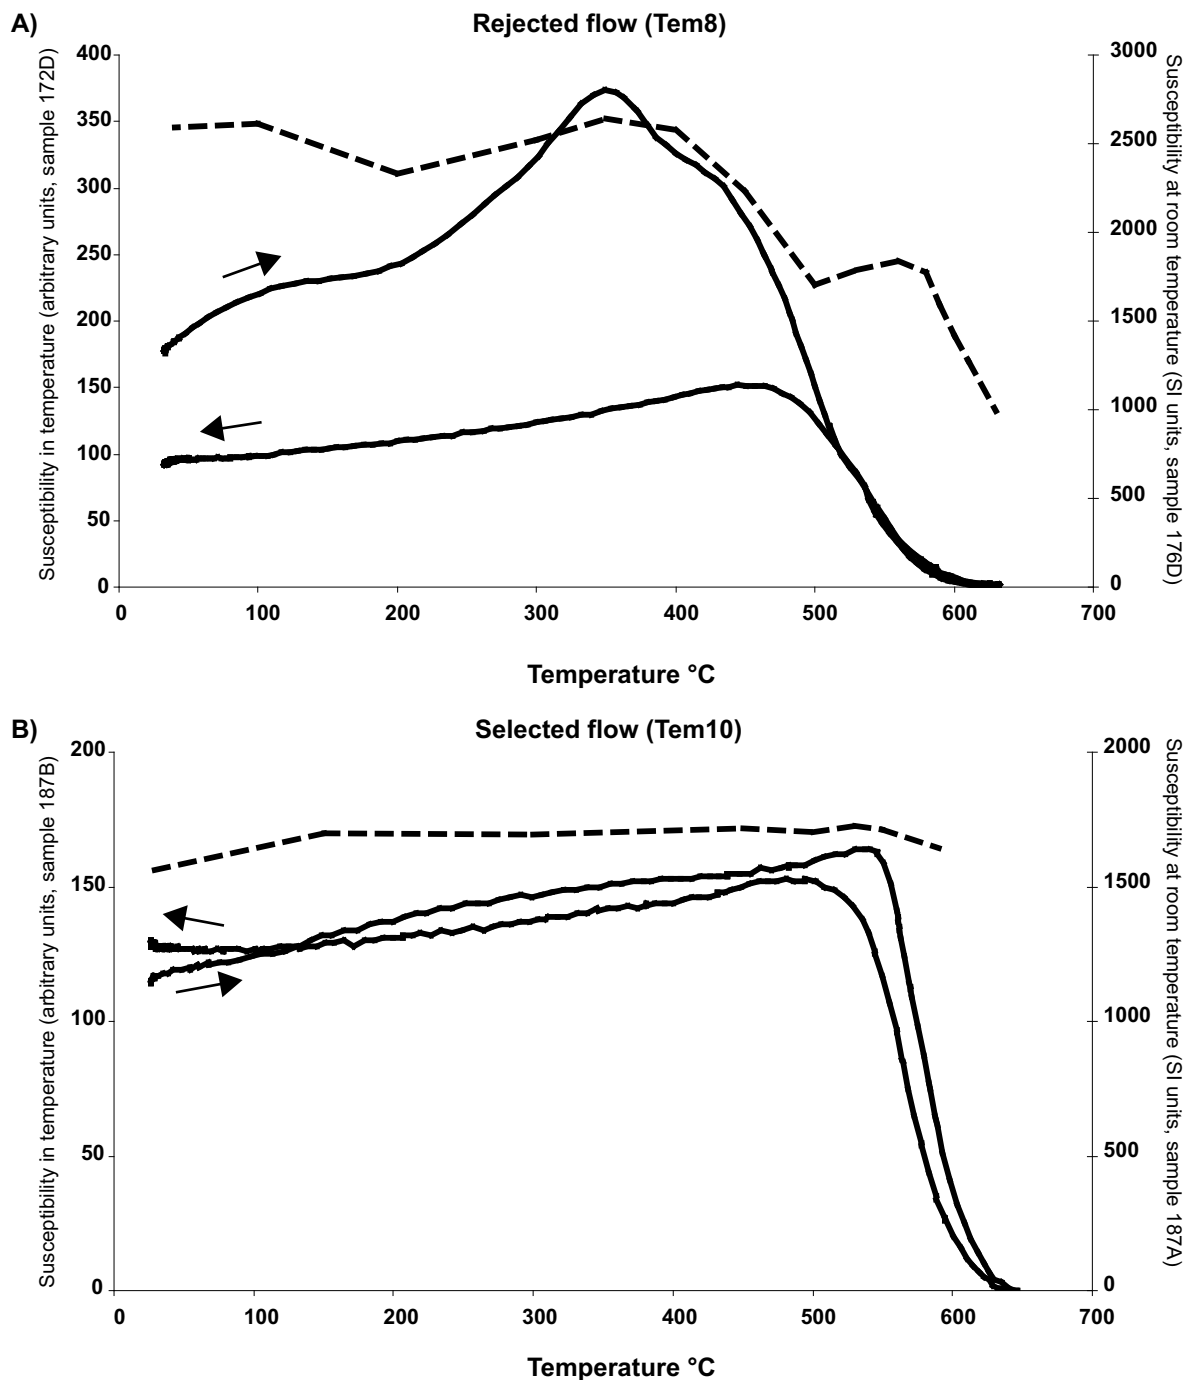 A)
Rejected flow (Tem8)
Susceptibility in temperature (arbitrary units, sample 172D)
400
350
300
250
200
150
100
50
0
3000
2500
2000
1500
1000
500
0
Susceptibility at room temperature (SI units, sample 176D)
0 100 200 300 400 500 600 700
Temperature °C
B)
Selected flow (Tem10)
Susceptibility in temperature (arbitrary units, sample 187B)
200
150
100
50
0
2000
1500
1000
500
0
Susceptibility at room temperature (SI units, sample 187A)
0 100 200 300 400 500 600 700
Temperature °C